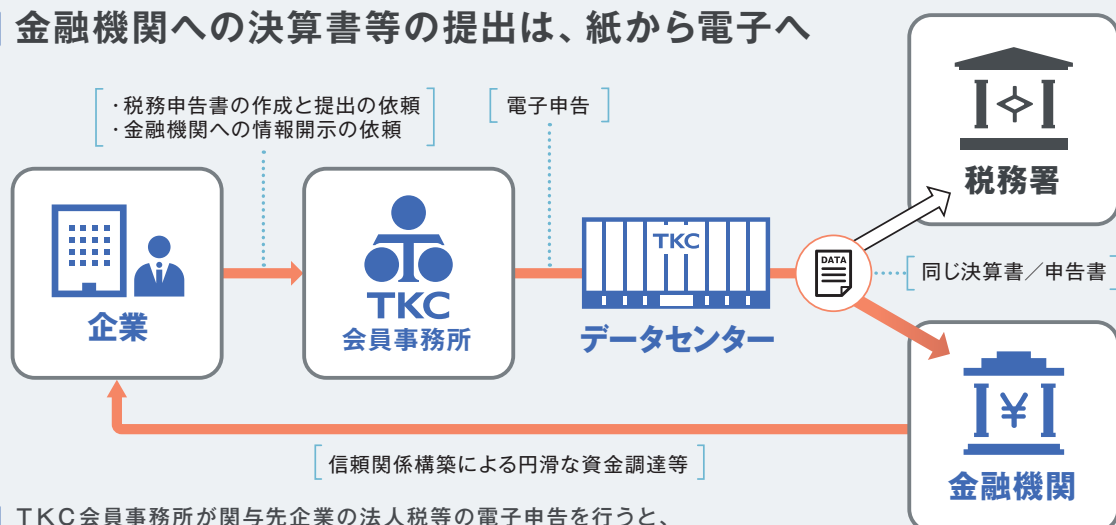 金融機関への決算書等の提出は、紙から電子へ
・税務申告書の作成と提出の依頼
・金融機関への情報開示の依頼
電子申告
税務署
企業
TKC
会員事務所
TKC
データセンター
DATA
同じ決算書／申告書
金融機関
信頼関係構築による円滑な資金調達等
TKC会員事務所が関与先企業の法人税等の電子申告を行うと、